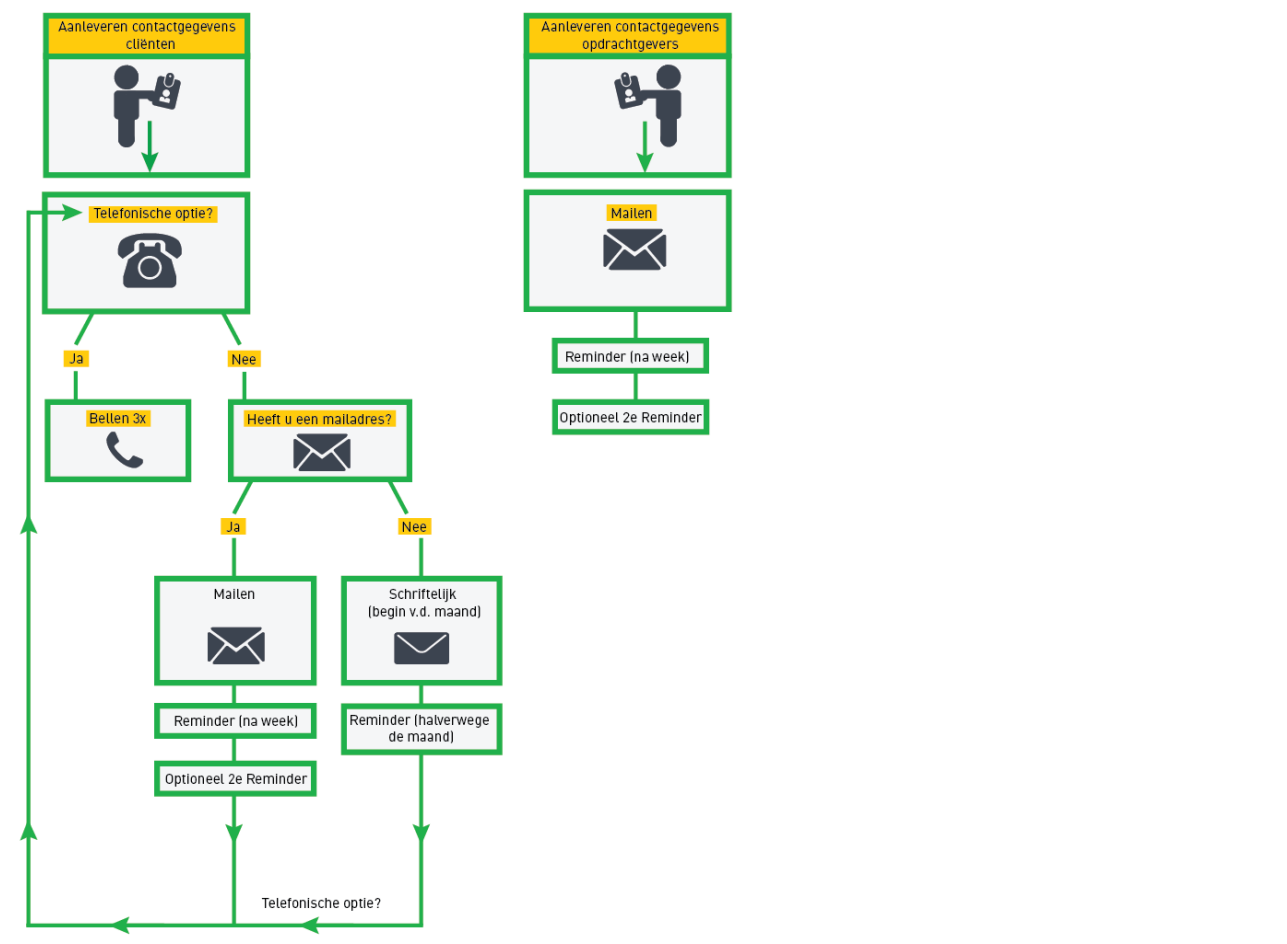 Aanleveren contactgegevens
cliënten
Aanleveren contactgegevens
opdrachtgevers
Telefonische optie?
Mailen
Ja
Nee
Reminder (na week)
Bellen 3x
Heeft u een mailadres?
Optioneel 2e Reminder
Ja
Nee
Mailen
Schriftelijk
(begin v.d. maand)
Reminder (na week)
Reminder (halverwege
de maand)
Optioneel 2e Reminder
Telefonische optie?